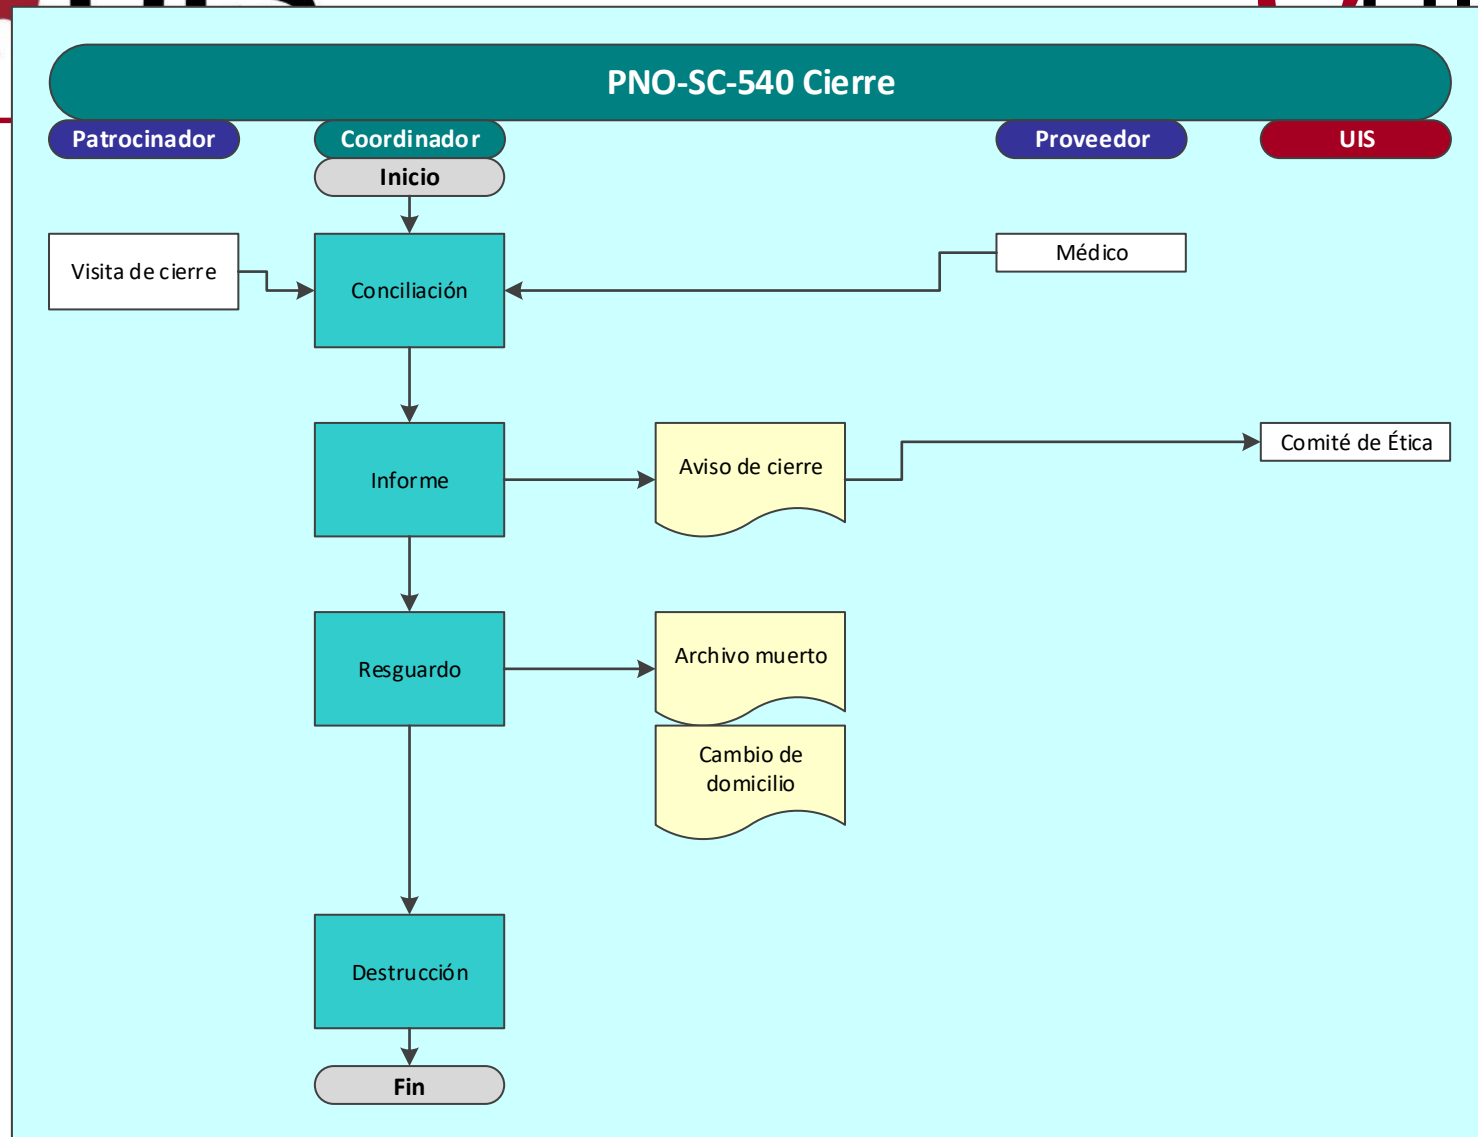 PNO-SC-540 Cierre
Patrocinador
Coordinador
Proveedor
UIS
Inicio
Visita de cierre
Conciliación
Médico
Informe
Aviso de cierre
Comité de Ética
Resguardo
Archivo muerto
Cambio de
domicilio
Destrucción
Fin